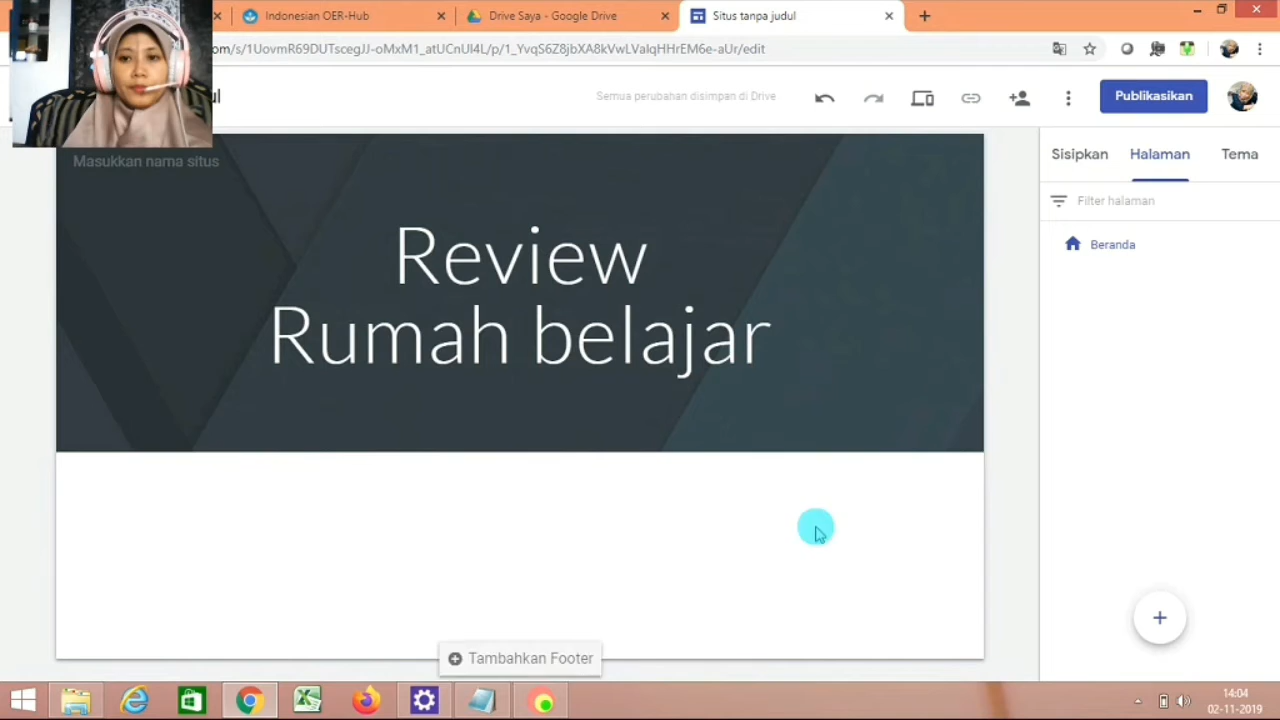 Indonesian OER-Hub
Drive Saya - Google Drive
Situs tanpa judul
om/s/1UovmR69DUTscegJJ-oMxM1_atUCnUl4L/p/1_YvqS6Z8jbXA8kVwLVaIqHHrEM6e-aUr/edit
ul
Semua perubahan disimpan di Drive
Publikasikan
Masukkan nama situs
Sisipkan
Halaman
Tema
Filter halaman
Beranda
Review
Rumah belajar
Tambahkan Footer
14:04
02-11-2019